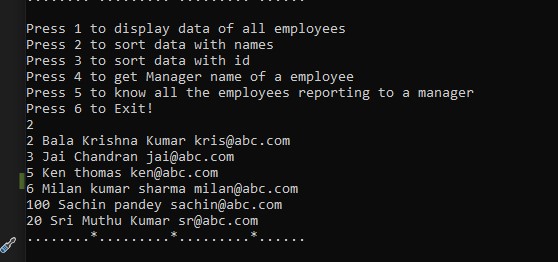 Press 1 to display data of all employees
Press 2 to sort data with names
Press 3 to sort data with id
Press 4 to get Manager name of a employee
Press 5 to know all the employees reporting to a manager
Press 6 to Exit!
2
2 Bala Krishna Kumar kris@abc.com
3 Jai Chandran jai@abc.com
5 Ken thomas ken@abc.com
6 Milan kumar sharma milan@abc.com
100 Sachin pandey sachin@abc.com
20 Sri Muthu Kumar sr@abc.com
........*.........*.........*......